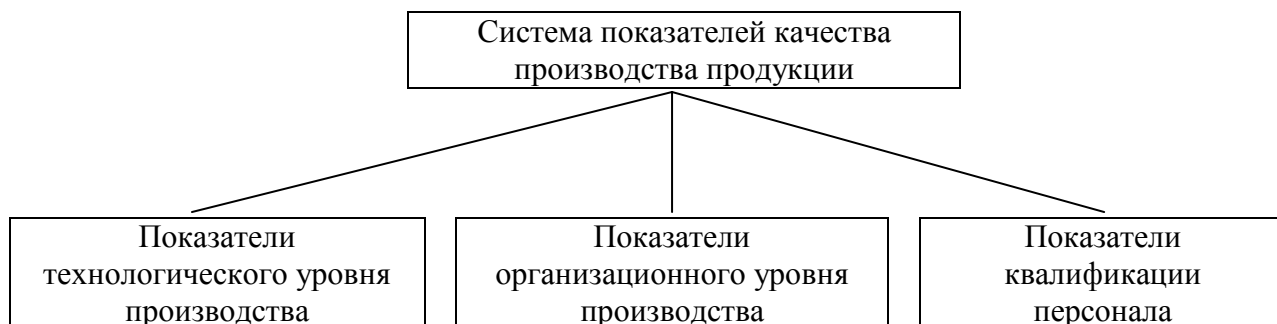 Система показателей качества
производства продукции
Показатели
технологического уровня
производства
Показатели
организационного уровня
производства
Показатели
квалификации
персонала